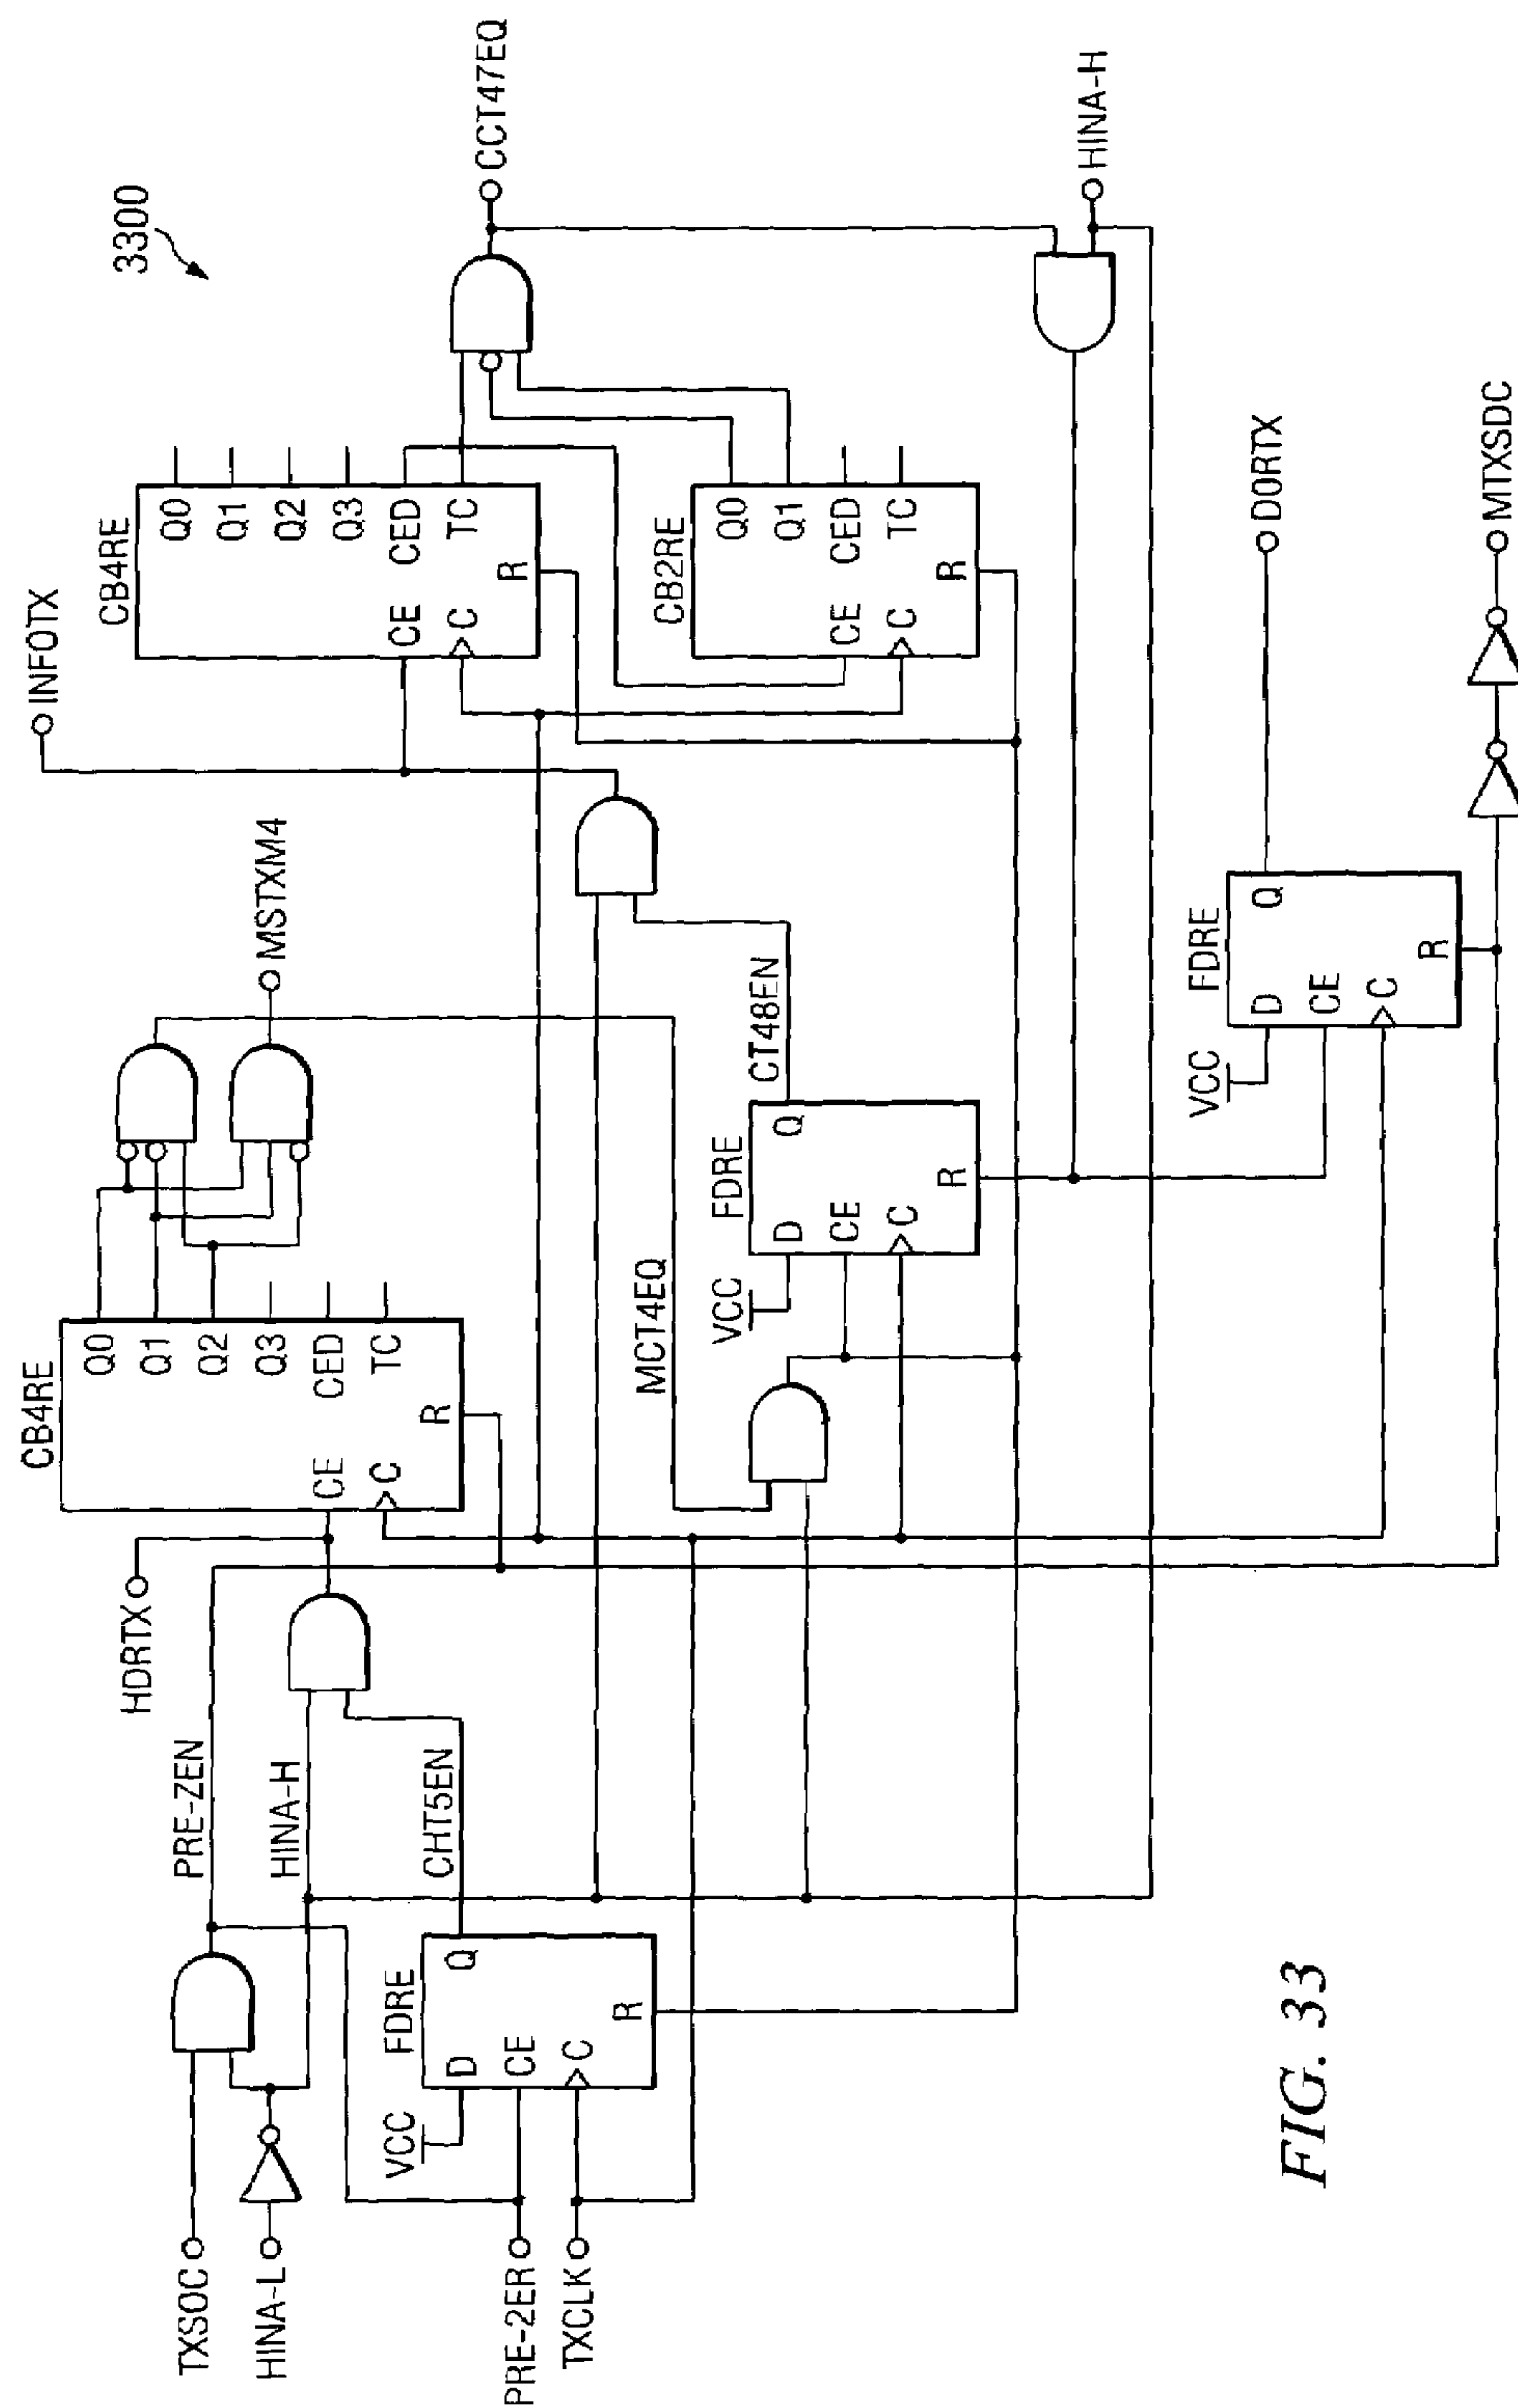 3300
INFOTX
CB4RE
Q0
Q1
Q2
Q3
CED
TC
CE
C
R
CCT47EQ
CB2RE
Q0
Q1
CED
TC
CE
C
R
HINA-H
MSTXM4
CB4RE
Q0
Q1
Q2
Q3
CED
TC
CE
C
R
HDRTX
MCT4EQ
CT48EN
VCC
FDRE
D
Q
CE
C
R
VCC
FDRE
D
Q
CE
C
R
DORTX
MTXSDC
PRE-ZEN
HINA-H
CHT5EN
TXSOC
HINA-L
VCC
FDRE
D
Q
CE
C
R
PRE-2ER
TXCLK
FIG. 33